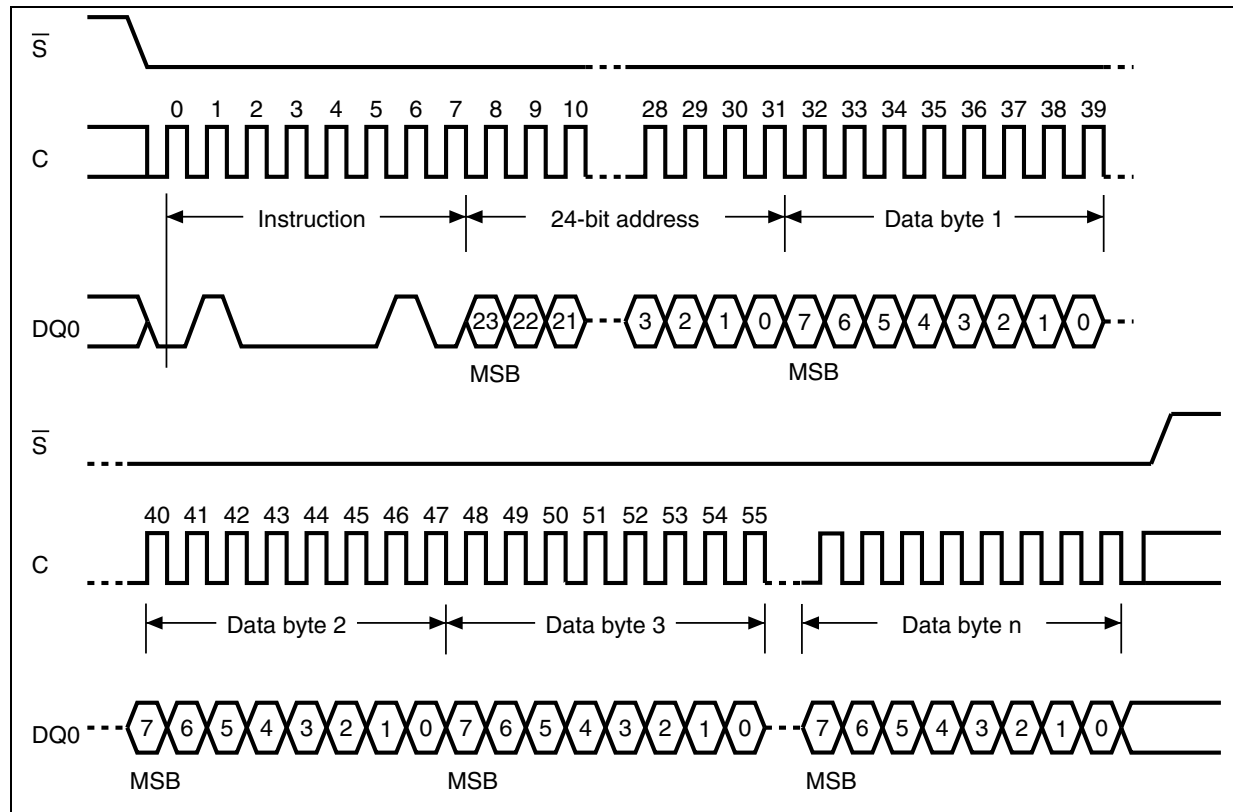 S̅
0 1 2 3 4 5 6 7 8 9 10 28 29 30 31 32 33 34 35 36 37 38 39
C
Instruction 24-bit address Data byte 1
DQ0 23 22 21 3 2 1 0 7 6 5 4 3 2 1 0
MSB MSB
S̅
40 41 42 43 44 45 46 47 48 49 50 51 52 53 54 55
C
Data byte 2 Data byte 3 Data byte n
DQ0 7 6 5 4 3 2 1 0 7 6 5 4 3 2 1 0 7 6 5 4 3 2 1 0
MSB MSB MSB